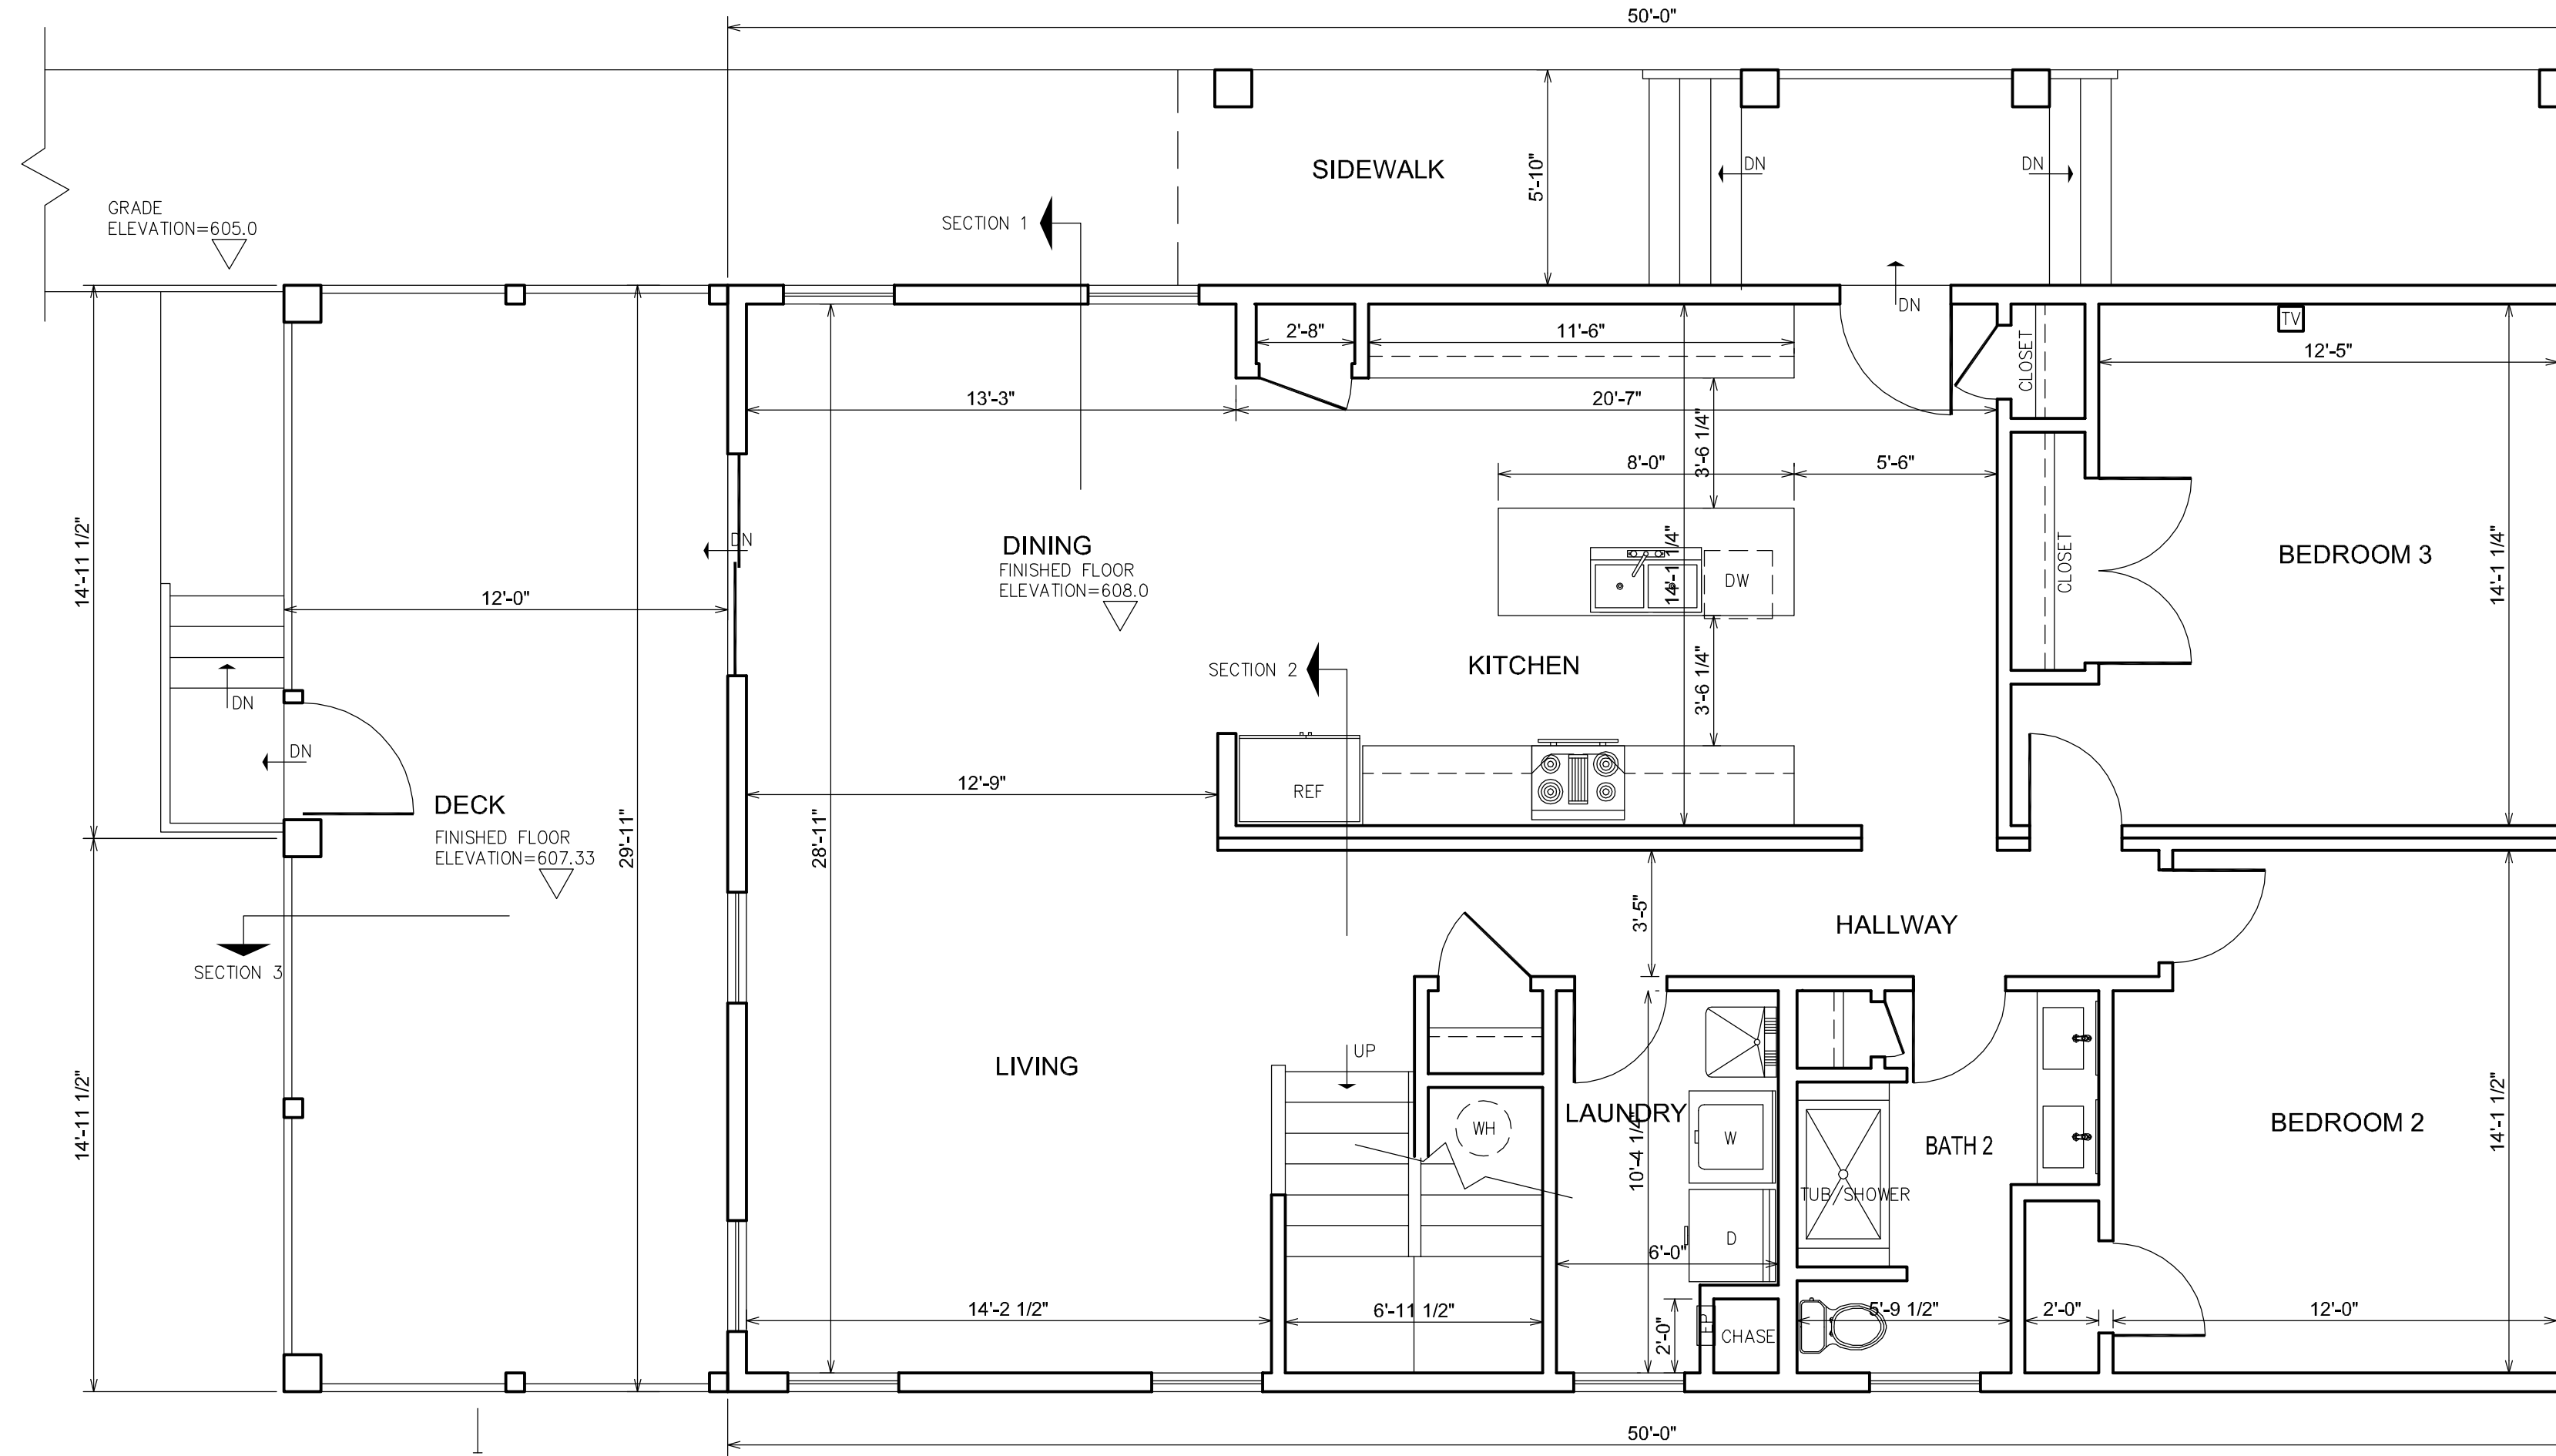 50'-0"
SIDEWALK
5'-10"
DN
DN
GRADE
ELEVATION=605.0
SECTION 1
DN
TV
2'-8"
11'-6"
CLOSET
12'-5"
13'-3"
20'-7"
3'-6 1/4"
8'-0"
5'-6"
14'-11 1/2"
DINING
FINISHED FLOOR
ELEVATION=608.0
DN
14'-1 1/4"
DW
CLOSET
BEDROOM 3
14'-1 1/4"
12'-0"
KITCHEN
SECTION 2
3'-6 1/4"
DN
DN
12'-9"
REF
DECK
FINISHED FLOOR
ELEVATION=607.33
29'-11"
28'-11"
3'-5"
HALLWAY
SECTION 3
LIVING
UP
14'-11 1/2"
WH
LAUNDRY
10'-4 1/4"
W
BATH 2
BEDROOM 2
14'-1 1/2"
TUB/SHOWER
D
6'-0"
14'-2 1/2"
6'-11 1/2"
2'-0"
EP
CHASE
5'-9 1/2"
2'-0"
12'-0"
50'-0"